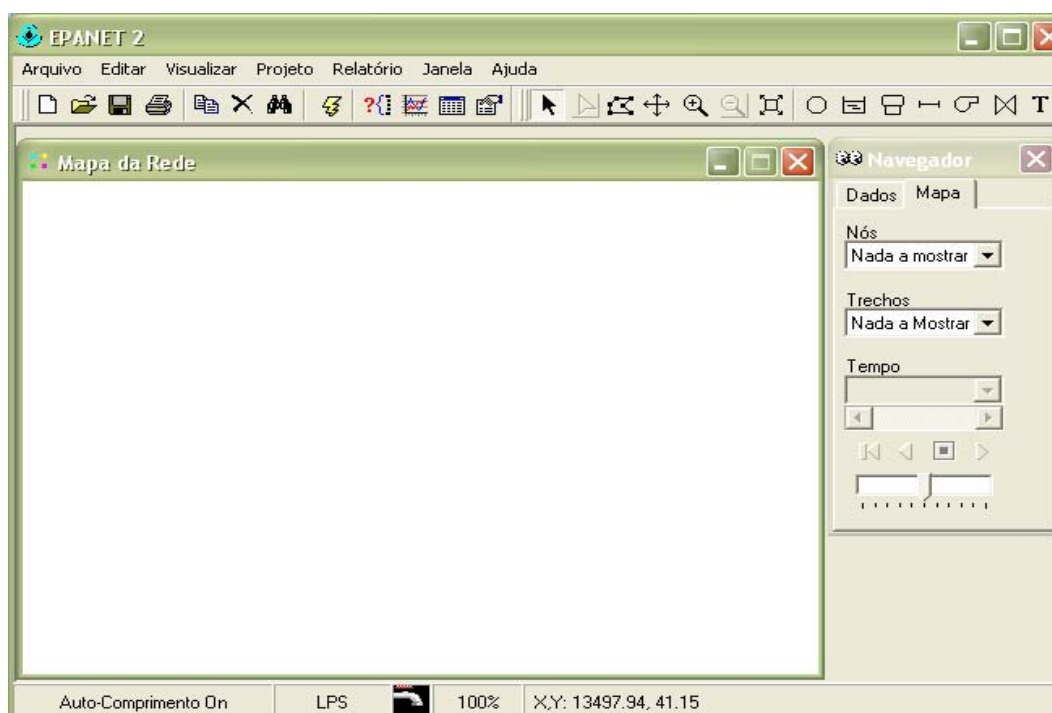 EPANET 2
Arquivo Editar Visualizar Projeto Relatório Janela Ajuda
T
Mapa da Rede
Navegador
Dados Mapa
Nós
Nada a mostrar
Trechos
Nada a Mostrar
Tempo
Auto-Comprimento On LPS 100% X,Y: 13497.94, 41.15